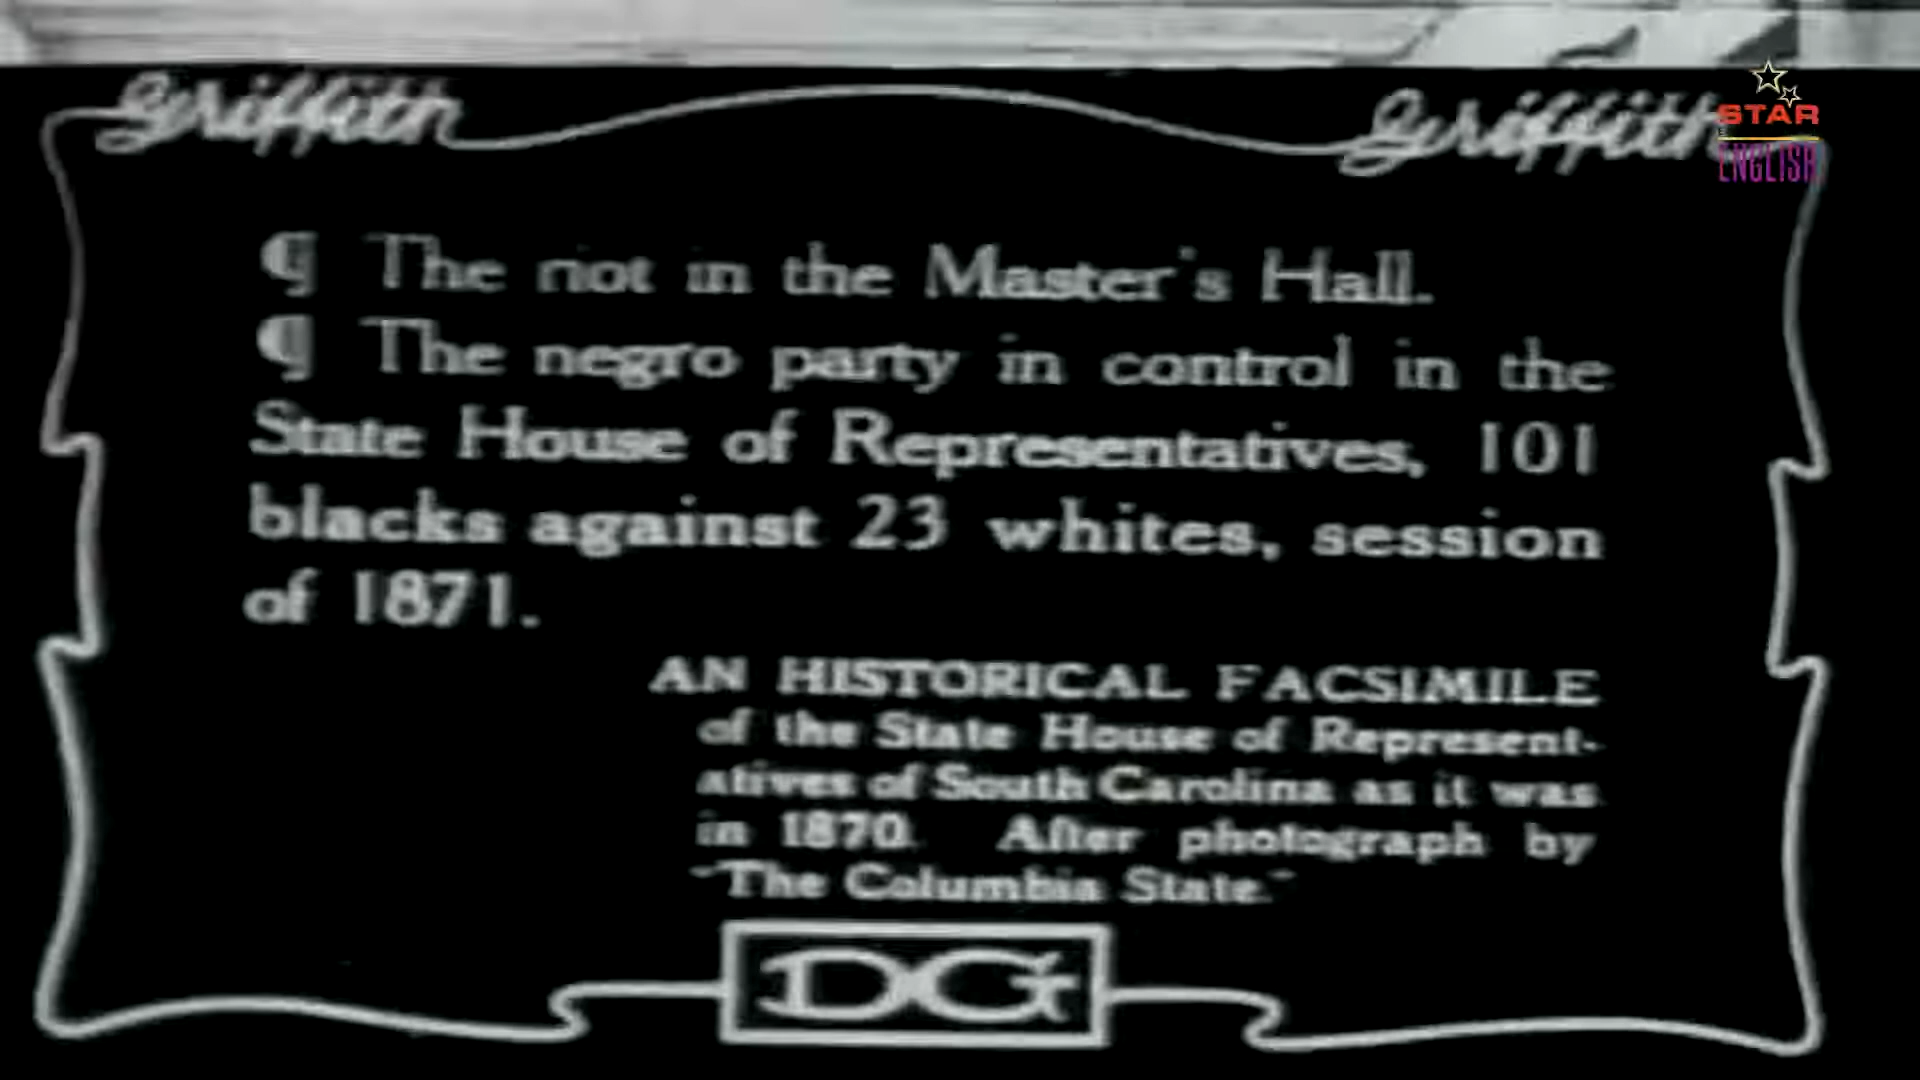 Griffith Griffith
STAR
ENGLISH
¶ The riot in the Master's Hall.
¶ The negro party in control in the
State House of Representatives, 101
blacks against 23 whites, session
of 1871.
AN HISTORICAL FACSIMILE
of the State House of Represent-
atives of South Carolina as it was
in 1870. After photograph by
"The Columbia State."
DG